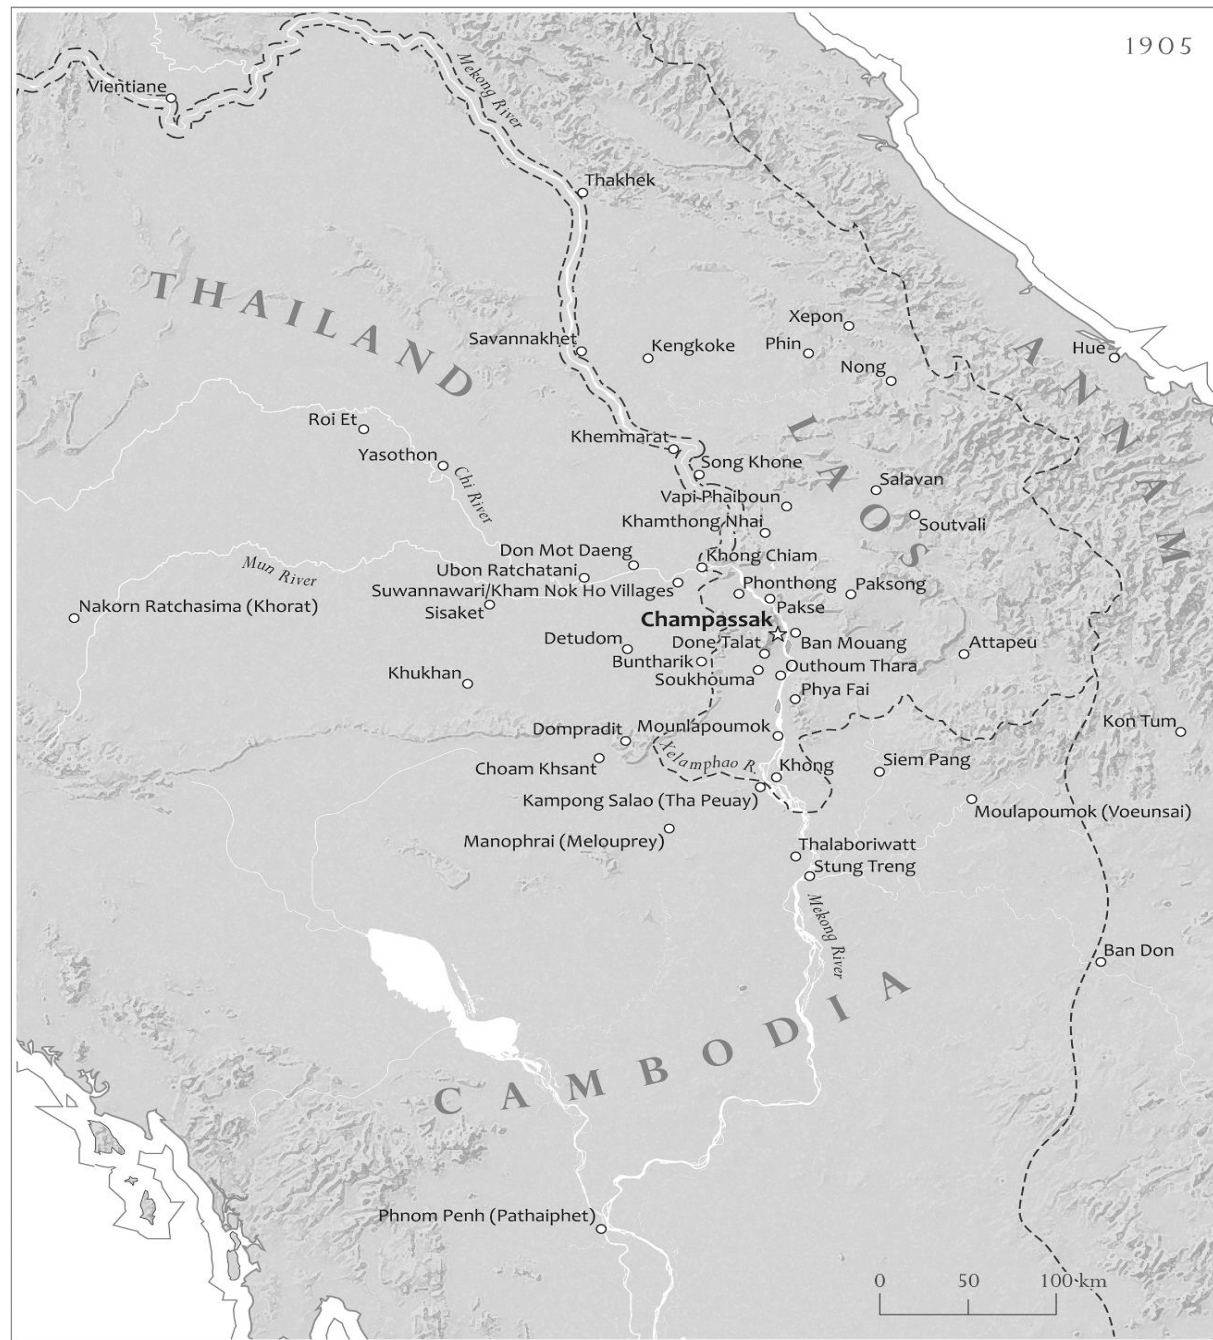 1905
Vientiane
Mekong River
Thakhek
THAILAND
Xepon
Savannakhet
Kengkoke
Phin
Hue
Nong
ANNAM
LAOS
Roi Et
Khemmarat
Yasothon
Song Khone
Chi River
Salavan
Vapi Phaiboun
Khamthong Nhai
Soutvali
Don Mot Daeng
Khong Chiam
Mun River
Ubon Ratchatani
Suwannawari/Kham Nok Ho Villages
Phonthong
Paksong
Nakorn Ratchasima (Khorat)
Sisaket
Pakse
Champassak
Detudom
Done Talat
Ban Mouang
Attapeu
Buntharik
Outhoum Thara
Khukhan
Soukhouma
Phya Fai
Dompradit
Mounlapoumok
Kon Tum
Xelamphao R.
Choam Khsant
Khong
Siem Pang
Kampong Salao (Tha Peuay)
Moulapoumok (Voeunsai)
Manophrai (Melouprey)
Thalaboriwatt
Stung Treng
Mekong River
Ban Don
CAMBODIA
Phnom Penh (Pathaiphet)
0 50 100 km